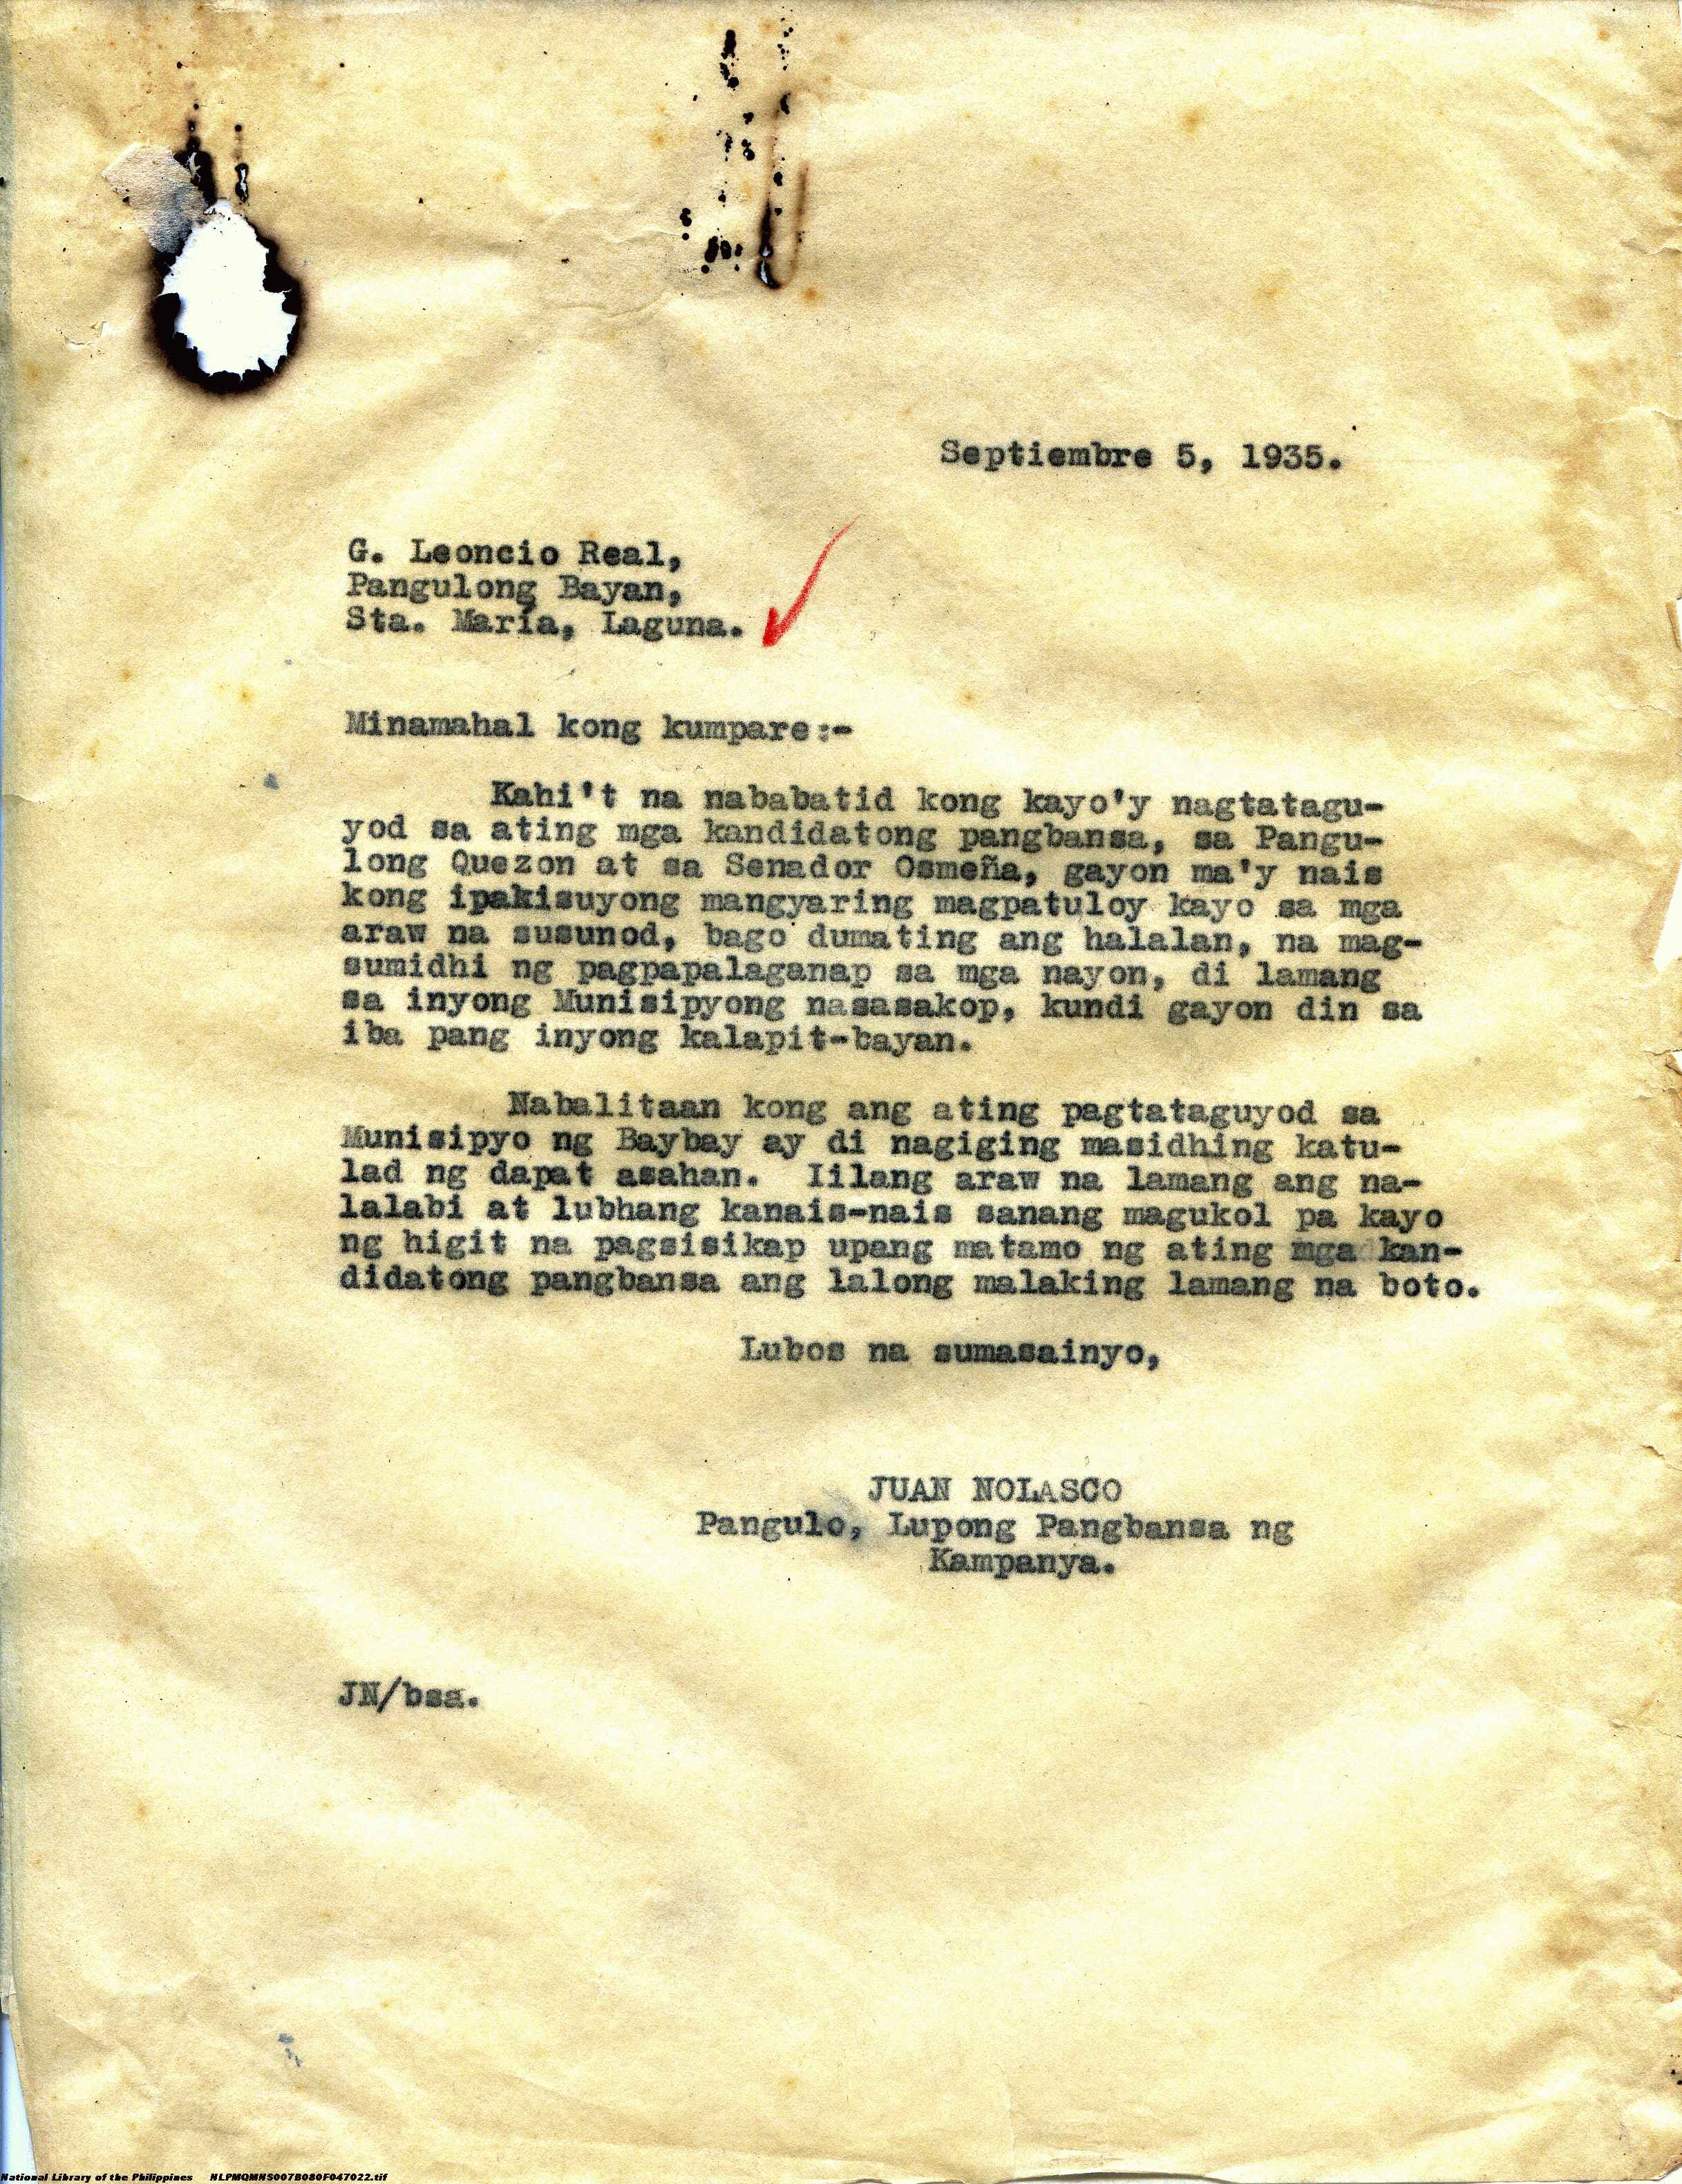 Septiembre 5, 1935.
G. Leoncio Real,
Pangulong Bayan,
Sta. María, Laguna.
Minamahal kong kumpare:-
Kahi't na nababatid kong kayo'y nagtatagu-
yod sa ating mga kandidatong pangbansa, sa Pangu-
long Quezon at sa Senador Osmeña, gayon ma'y nais
kong ipakisuyong mangyaring magpatuloy kayo sa mga
araw na susunod, bago dumating ang halalan, na mag-
sumidhi ng pagpapalaganap sa mga nayon, di lamang
sa inyong Munisipyong nasasakop, kundi gayon din sa
iba pang inyong kalapit-bayan.
Nabalitaan kong ang ating pagtataguyod sa
Munisipyo ng Baybay ay di nagiging masidhing katu-
lad ng dapat asahan. Iilang araw na lamang ang na-
lalabi at lubhang kanais-nais sanang magukol pa kayo
ng higit na pagsisikap upang matamo ng ating mga kan-
didatong pangbansa ang lalong malaking lamang na boto.
Lubos na sumasainyo,
JUAN NOLASCO
Pangulo, Lupong Pangbansa ng
Kampanya.
JN/bsa.
National Library of the Philippines NLPMQMNS007B080F047022.tif